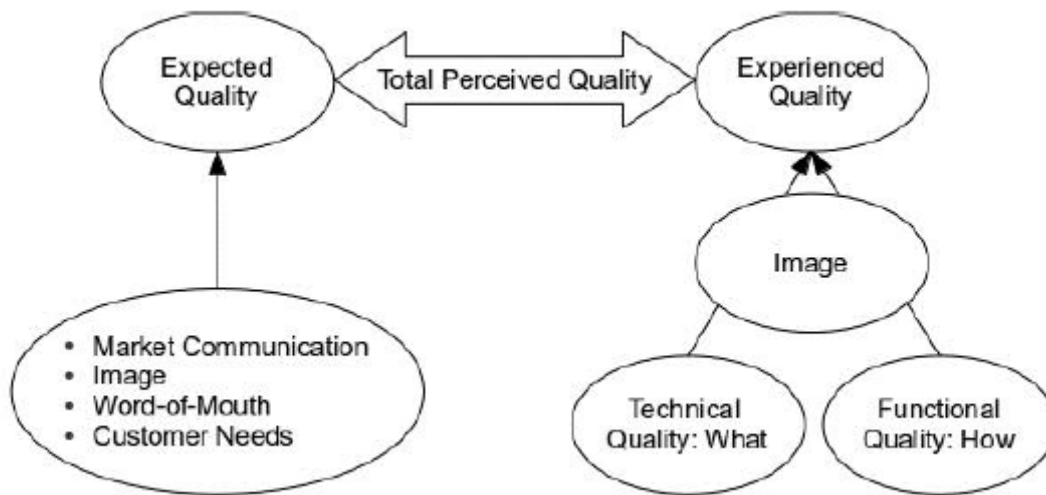 Expected
Quality
Total Perceived Quality
Experienced
Quality
Image
• Market Communication
• Image
• Word-of-Mouth
• Customer Needs
Technical
Quality: What
Functional
Quality: How